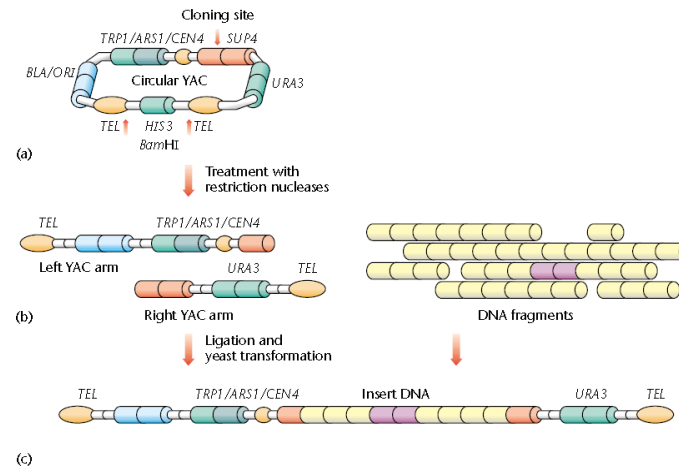 Cloning site
TRP1/ARS1/CEN4
SUP4
BLA/ORI
Circular YAC
URA3
TEL
HIS3
TEL
BamHI
(a)
Treatment with
restriction nucleases
TEL
TRP1/ARS1/CEN4
Left YAC arm
URA3
TEL
(b)
Right YAC arm
DNA fragments
Ligation and
yeast transformation
TEL
TRP1/ARS1/CEN4
Insert DNA
URA3
TEL
(c)